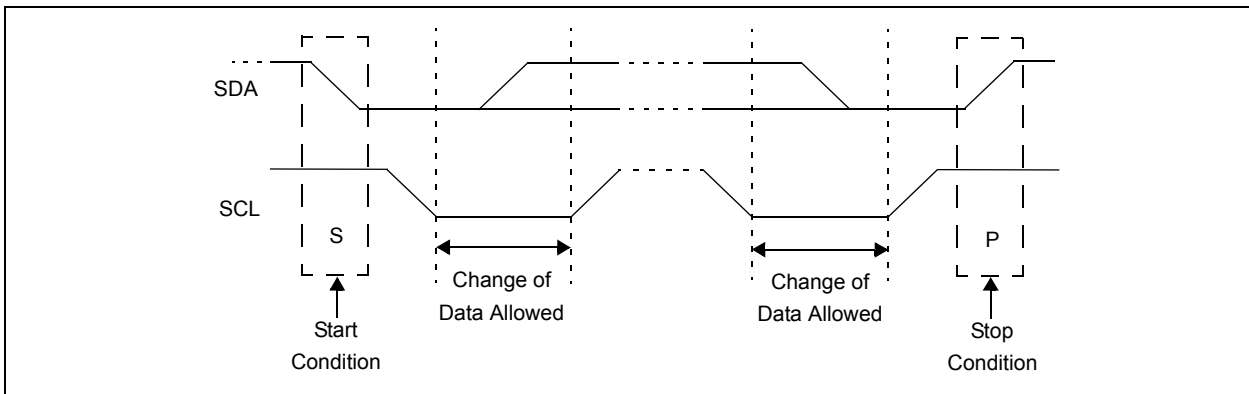 SDA
SCL
S
P
Change of
Data Allowed
Change of
Data Allowed
Start
Condition
Stop
Condition